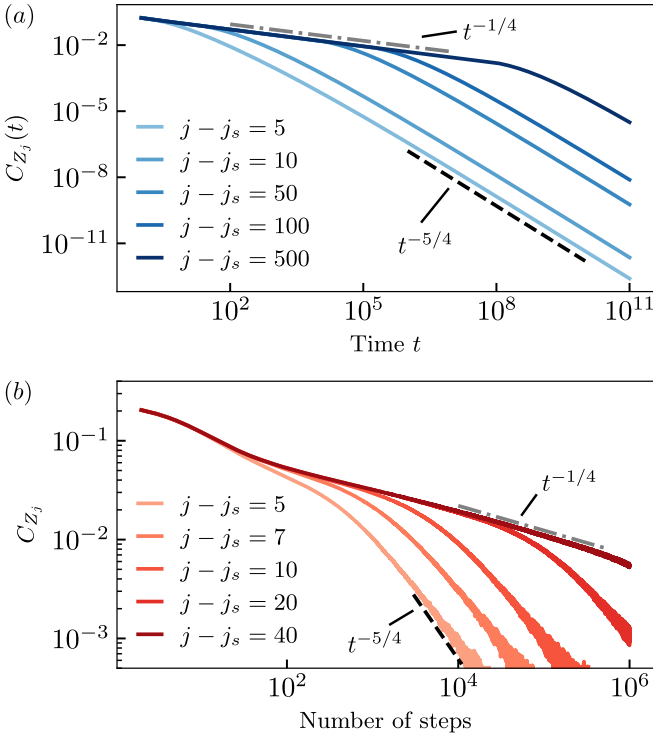 (a)
t^{-1/4}
10^{-2}
10^{-5}
10^{-8}
10^{-11}
C_{Z_j}(t)
j − j_s = 5
j − j_s = 10
j − j_s = 50
j − j_s = 100
j − j_s = 500
t^{-5/4}
10^2
10^5
10^8
10^{11}
Time t
(b)
10^{-1}
10^{-2}
10^{-3}
C_{Z_j}
t^{-1/4}
j − j_s = 5
j − j_s = 7
j − j_s = 10
j − j_s = 20
j − j_s = 40
t^{-5/4}
10^2
10^4
10^6
Number of steps